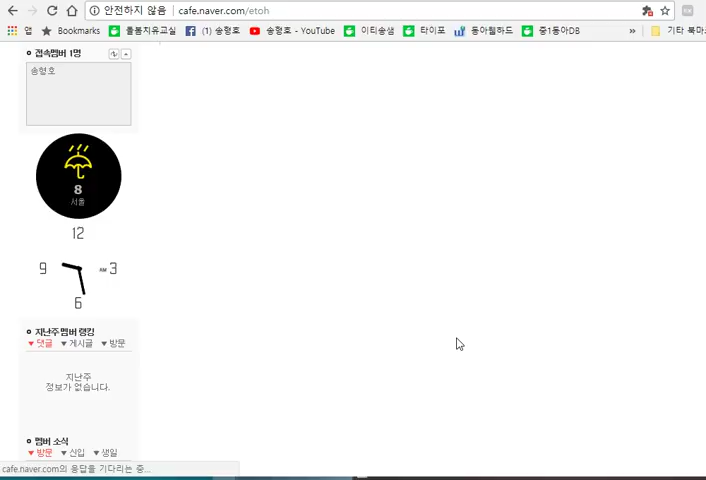 안전하지 않음 cafe.naver.com/etoh
앱 Bookmarks 돌봄치유교실 (1) 송형호 송형호 - YouTube 이티송샘 타이포 동아웰하드 중1동아DB » 기타 북마
접속멤버 1명
송형호
8
서울
12
9 AM 3
6
지난주 멤버 랭킹
▼ 댓글 ▼ 게시글 ▼ 방문
지난주
정보가 없습니다.
멤버 소식
▼ 방문 ▼ 신입 ▼ 생일
cafe.naver.com의 응답을 기다리는 중...